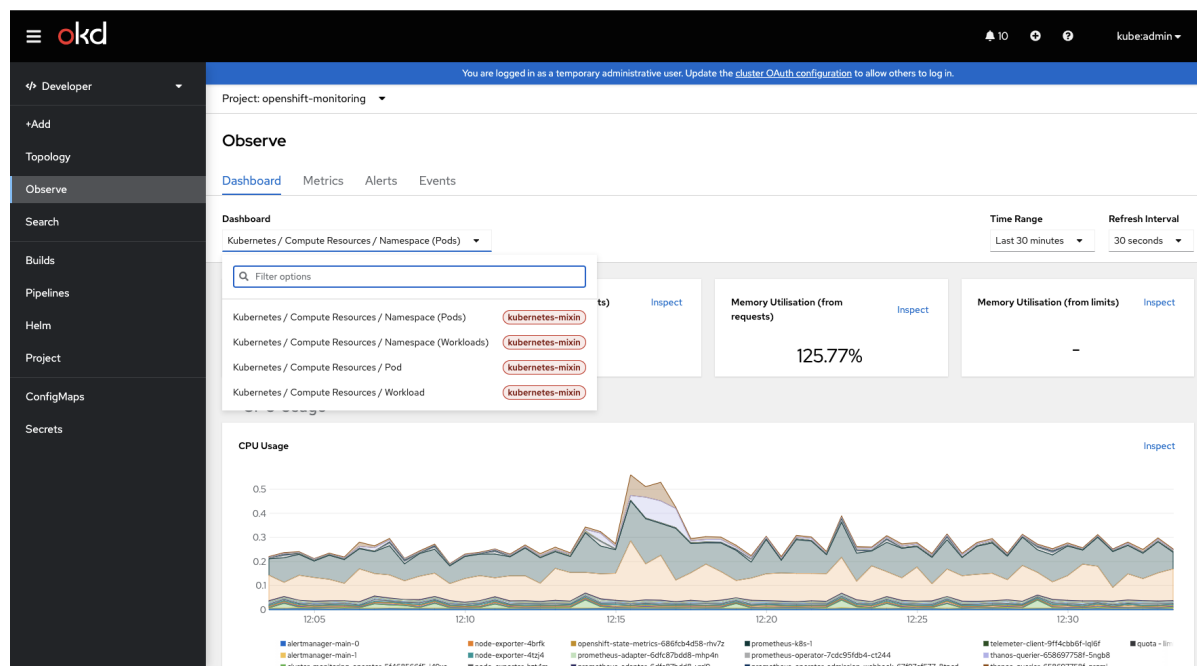 okd
10
kube:admin
Developer
You are logged in as a temporary administrative user. Update the cluster OAuth configuration to allow others to log in.
Project: openshift-monitoring
+Add
Topology
Observe
Search
Builds
Pipelines
Helm
Project
ConfigMaps
Secrets
Observe
Dashboard Metrics Alerts Events
Dashboard
Kubernetes / Compute Resources / Namespace (Pods)
Time Range
Last 30 minutes
Refresh Interval
30 seconds
Filter options
Kubernetes / Compute Resources / Namespace (Pods) kubernetes-mixin
Kubernetes / Compute Resources / Namespace (Workloads) kubernetes-mixin
Kubernetes / Compute Resources / Pod kubernetes-mixin
Kubernetes / Compute Resources / Workload kubernetes-mixin
Inspect
Memory Utilisation (from
requests)
Inspect
125.77%
Memory Utilisation (from limits)
Inspect
-
CPU Usage
Inspect
0.5
0.4
0.3
0.2
0.1
0
12:05 12:10 12:15 12:20 12:25 12:30
alertmanager-main-0 node-exporter-4brfk openshift-state-metrics-686fcb4d58-rhv7z prometheus-k8s-1 telemeter-client-9ff4cbb6f-lql6f quota - lim
alertmanager-main-1 node-exporter-4tzj4 prometheus-adapter-6dfc87bdd8-mhp4n prometheus-operator-7cdc95fdb4-ct244 thanos-querier-658697758f-5ngb8